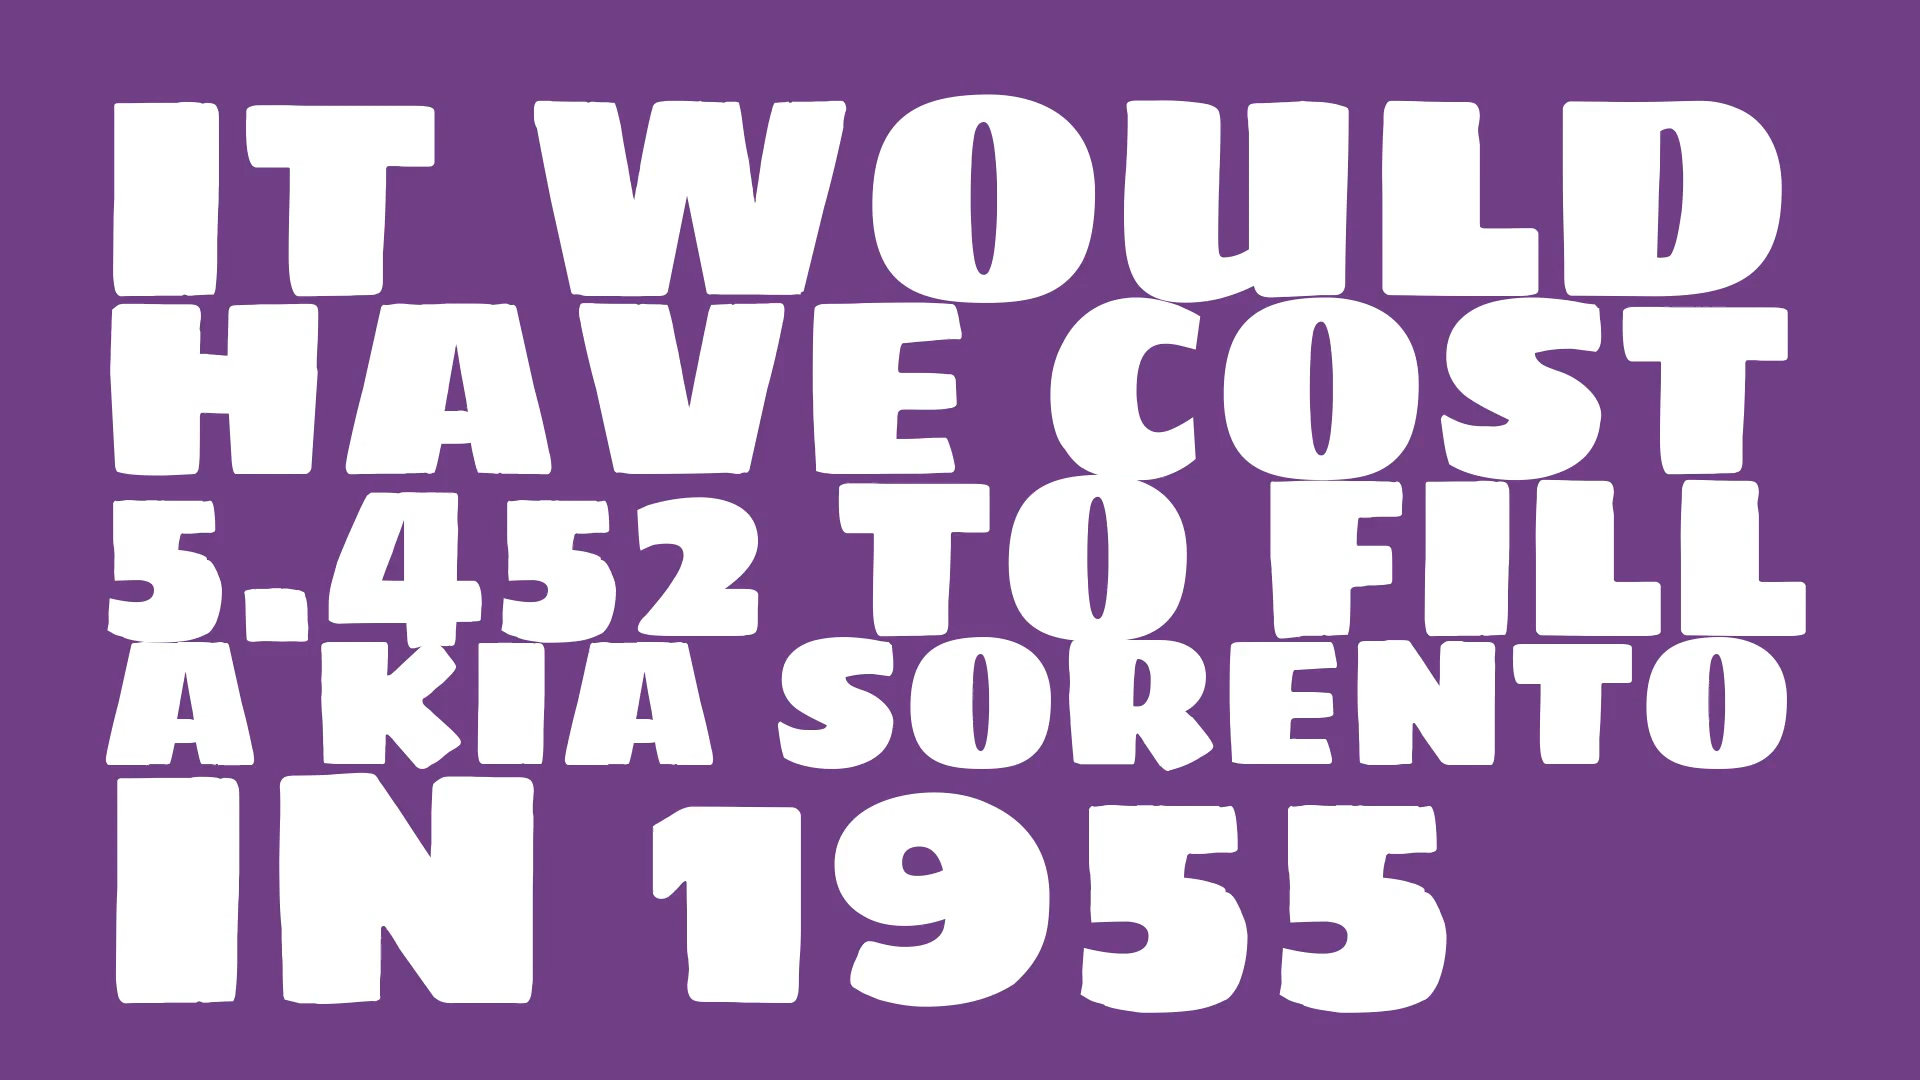 IT WOULD
HAVE COST
5.452 TO FILL
A KIA SORENTO
IN 1955